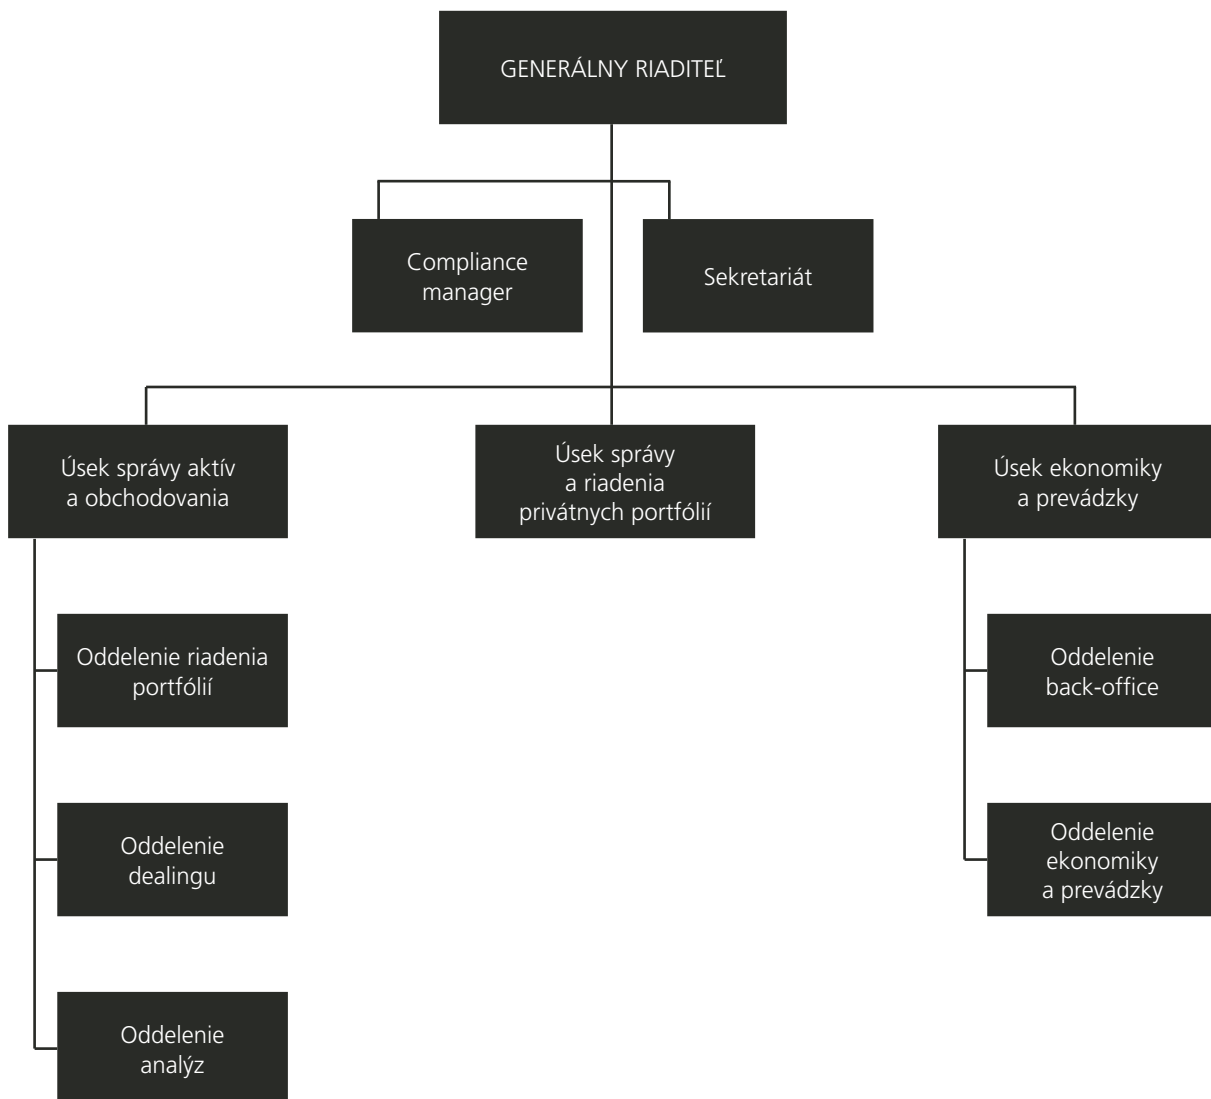 GENERÁLNY RIADITEĽ
Compliance
manager
Sekretariát
Úsek správy aktív
a obchodovania
Úsek správy
a riadenia
privátnych portfólií
Úsek ekonomiky
a prevádzky
Oddelenie riadenia
portfólií
Oddelenie
dealingu
Oddelenie
analýz
Oddelenie
back-office
Oddelenie
ekonomiky
a prevádzky